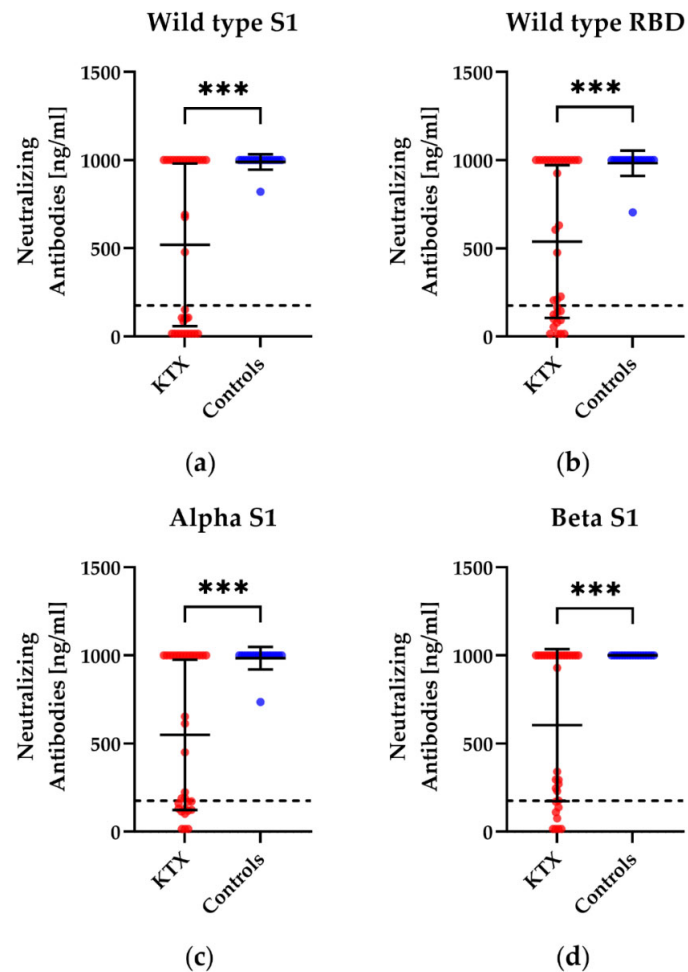 Wild type S1
Wild type RBD
Neutralizing
Antibodies [ng/ml]
1500
1000
500
0
***
KTX
Controls
(a)
Neutralizing
Antibodies [ng/ml]
1500
1000
500
0
***
KTX
Controls
(b)
Alpha S1
Beta S1
Neutralizing
Antibodies [ng/ml]
1500
1000
500
0
***
KTX
Controls
(c)
Neutralizing
Antibodies [ng/ml]
1500
1000
500
0
***
KTX
Controls
(d)